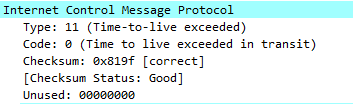 Internet Control Message Protocol
Type: 11 (Time-to-live exceeded)
Code: 0 (Time to live exceeded in transit)
Checksum: 0x819f [correct]
[Checksum Status: Good]
Unused: 00000000